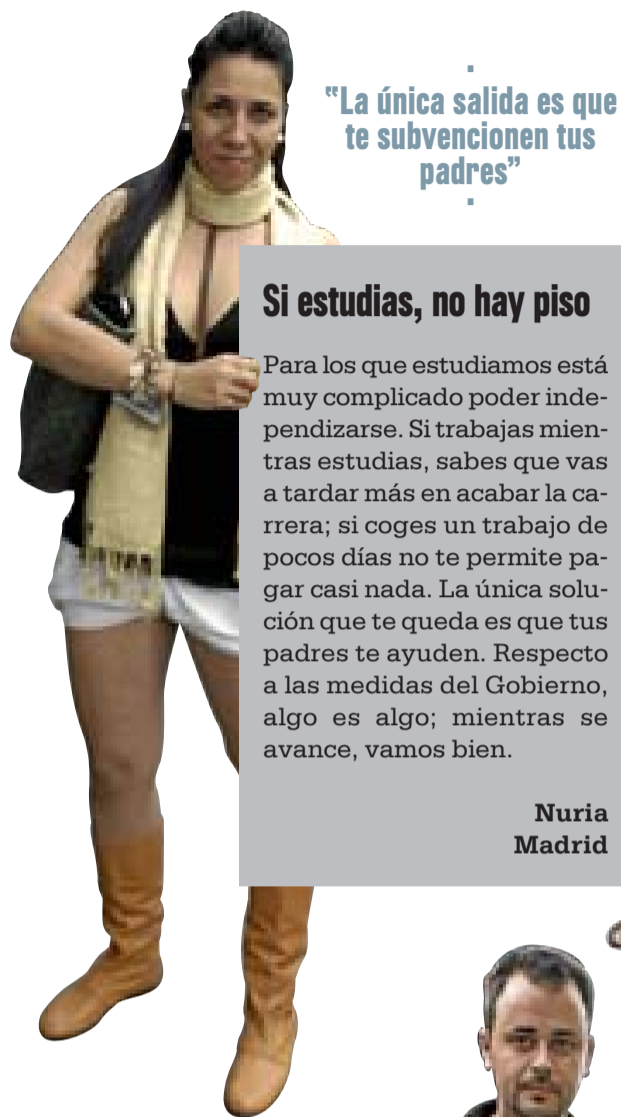 “La única salida es que
te subvencionen tus
padres”
Si estudias, no hay piso
Para los que estudiamos está
muy complicado poder inde-
pendizarse. Si trabajas mien-
tras estudias, sabes que vas
a tardar más en acabar la ca-
rrera; si coges un trabajo de
pocos días no te permite pa-
gar casi nada. La única solu-
ción que te queda es que tus
padres te ayuden. Respecto
a las medidas del Gobierno,
algo es algo; mientras se
avance, vamos bien.
Nuria
Madrid